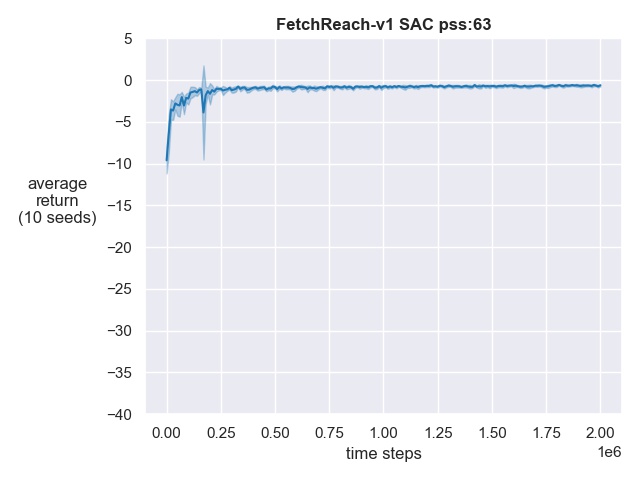 FetchReach-v1 SAC pss:63
5
0
−5
−10
−15
−20
−25
−30
−35
−40
average
return
(10 seeds)
0.00 0.25 0.50 0.75 1.00 1.25 1.50 1.75 2.00
time steps
1e6